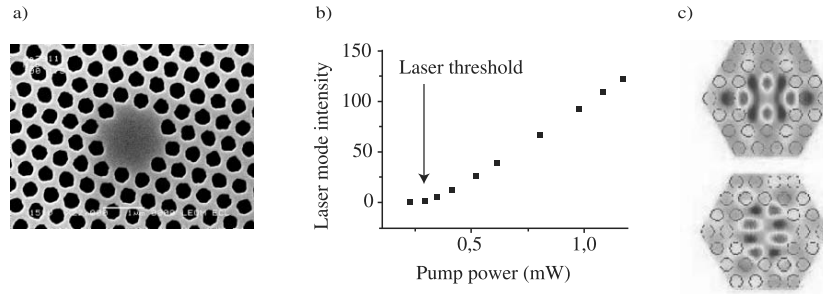 a)
b)
c)
150
100
50
0
Laser mode intensity
Laser threshold
0,5
1,0
Pump power (mW)